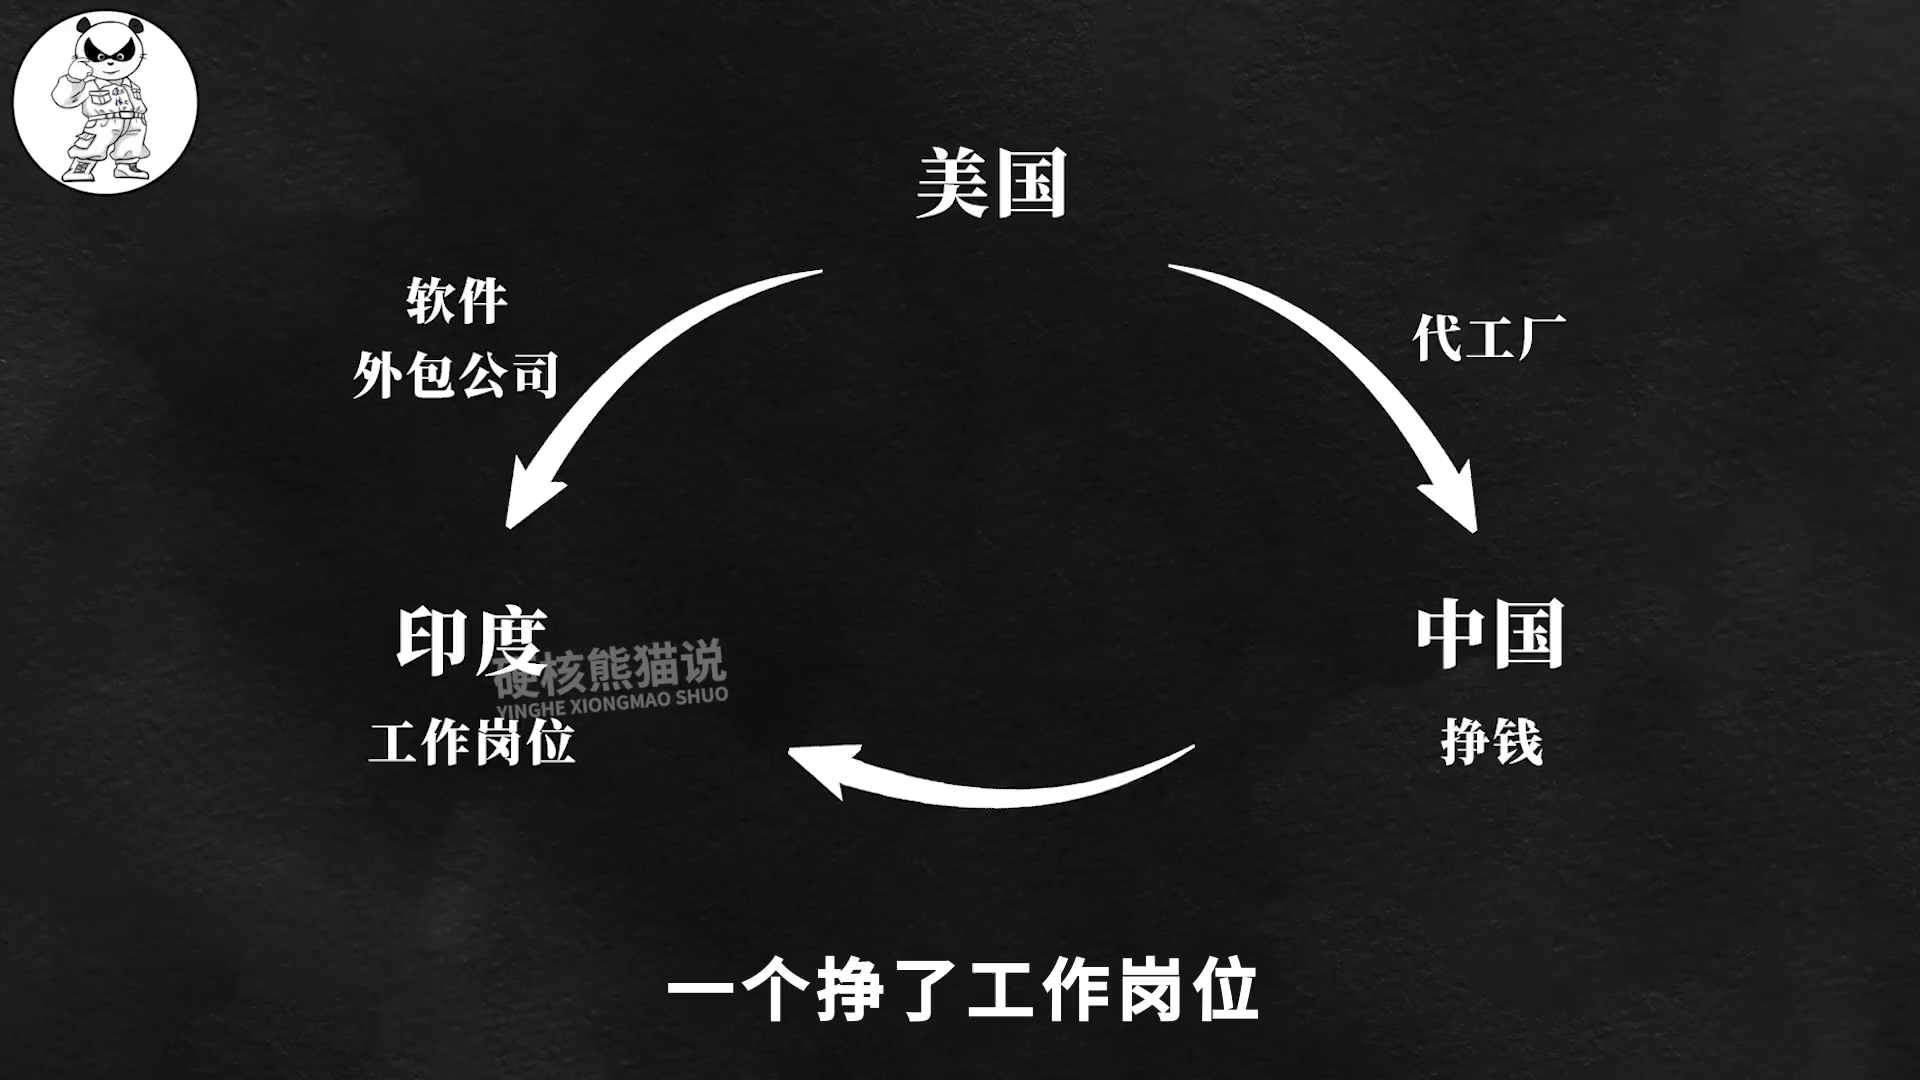 美国
软件
外包公司
代工厂
印度
中国
硬核熊猫说
YINGHE XIONGMAO SHUO
工作岗位
挣钱
一个挣了工作岗位